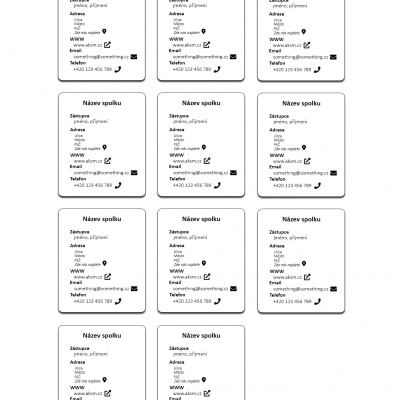 jméno, příjmení
Adresa
Ulice
Město
PSČ
Zde nás najdete
WWW
www.aksm.cz
Email
something@something.cz
Telefon
+420 123 456 789
jméno, příjmení
Adresa
Ulice
Město
PSČ
Zde nás najdete
WWW
www.aksm.cz
Email
something@something.cz
Telefon
+420 123 456 789
jméno, příjmení
Adresa
Ulice
Město
PSČ
Zde nás najdete
WWW
www.aksm.cz
Email
something@something.cz
Telefon
+420 123 456 789
Název spolku
Zástupce
jméno, příjmení
Adresa
Ulice
Město
PSČ
Zde nás najdete
WWW
www.aksm.cz
Email
something@something.cz
Telefon
+420 123 456 789
Název spolku
Zástupce
jméno, příjmení
Adresa
Ulice
Město
PSČ
Zde nás najdete
WWW
www.aksm.cz
Email
something@something.cz
Telefon
+420 123 456 789
Název spolku
Zástupce
jméno, příjmení
Adresa
Ulice
Město
PSČ
Zde nás najdete
WWW
www.aksm.cz
Email
something@something.cz
Telefon
+420 123 456 789
Název spolku
Zástupce
jméno, příjmení
Adresa
Ulice
Město
PSČ
Zde nás najdete
WWW
www.aksm.cz
Email
something@something.cz
Telefon
+420 123 456 789
Název spolku
Zástupce
jméno, příjmení
Adresa
Ulice
Město
PSČ
Zde nás najdete
WWW
www.aksm.cz
Email
something@something.cz
Telefon
+420 123 456 789
Název spolku
Zástupce
jméno, příjmení
Adresa
Ulice
Město
PSČ
Zde nás najdete
WWW
www.aksm.cz
Email
something@something.cz
Telefon
+420 123 456 789
Název spolku
Zástupce
jméno, příjmení
Adresa
Ulice
Město
PSČ
Zde nás najdete
WWW
www.aksm.cz
Email
Název spolku
Zástupce
jméno, příjmení
Adresa
Ulice
Město
PSČ
Zde nás najdete
WWW
www.aksm.cz
Email